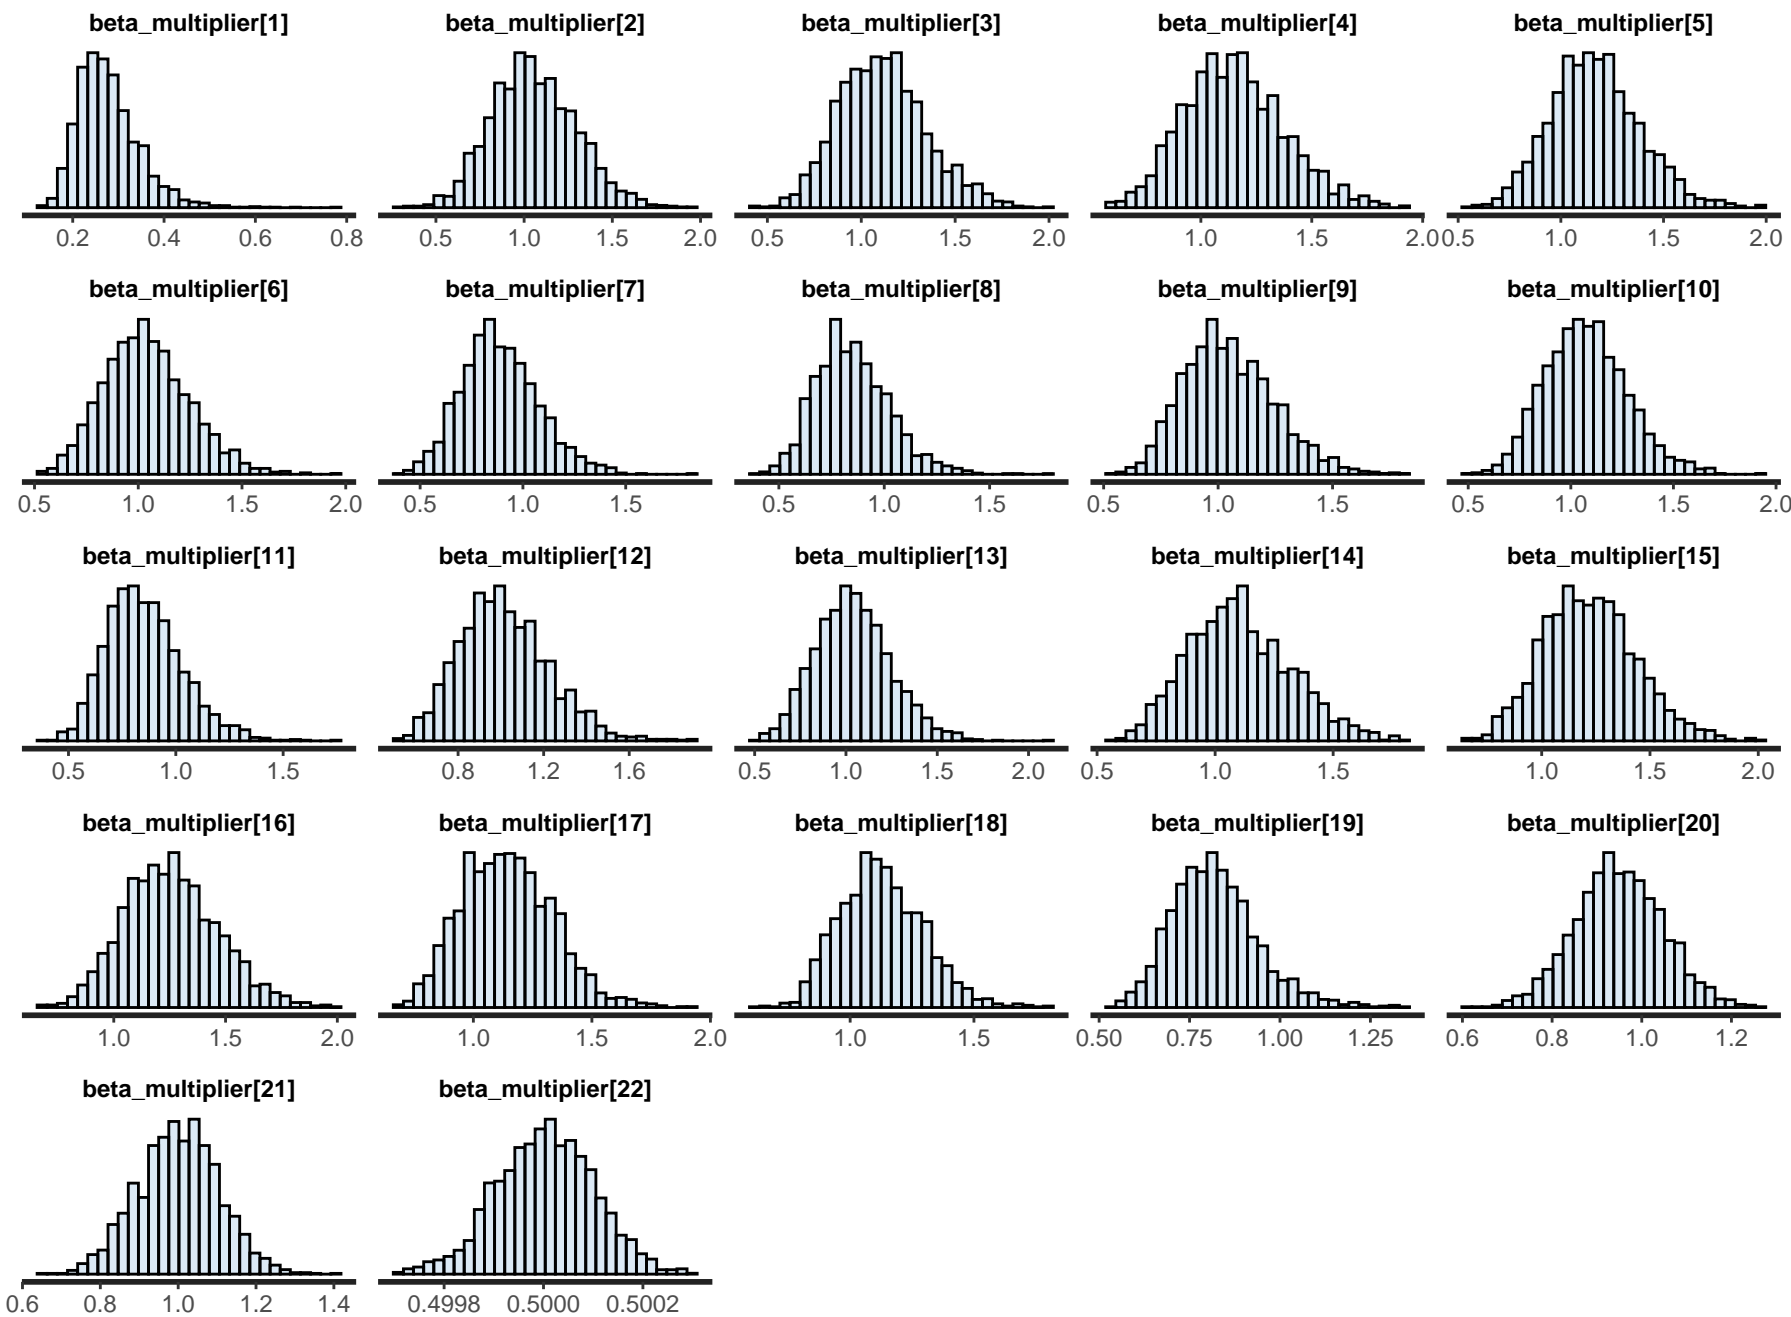 beta_multiplier[1] beta_multiplier[2] beta_multiplier[3] beta_multiplier[4] beta_multiplier[5]
0.2 0.4 0.6 0.8 0.5 1.0 1.5 2.0 0.5 1.0 1.5 2.0 1.0 1.5 2.0 0.5 1.0 1.5 2.0
beta_multiplier[6] beta_multiplier[7] beta_multiplier[8] beta_multiplier[9] beta_multiplier[10]
0.5 1.0 1.5 2.0 0.5 1.0 1.5 0.5 1.0 1.5 0.5 1.0 1.5 0.5 1.0 1.5 2.0
beta_multiplier[11] beta_multiplier[12] beta_multiplier[13] beta_multiplier[14] beta_multiplier[15]
0.5 1.0 1.5 0.8 1.2 1.6 0.5 1.0 1.5 2.0 0.5 1.0 1.5 1.0 1.5 2.0
beta_multiplier[16] beta_multiplier[17] beta_multiplier[18] beta_multiplier[19] beta_multiplier[20]
1.0 1.5 2.0 1.0 1.5 2.0 1.0 1.5 0.50 0.75 1.00 1.25 0.6 0.8 1.0 1.2
beta_multiplier[21] beta_multiplier[22]
0.6 0.8 1.0 1.2 1.4 0.4998 0.5000 0.5002